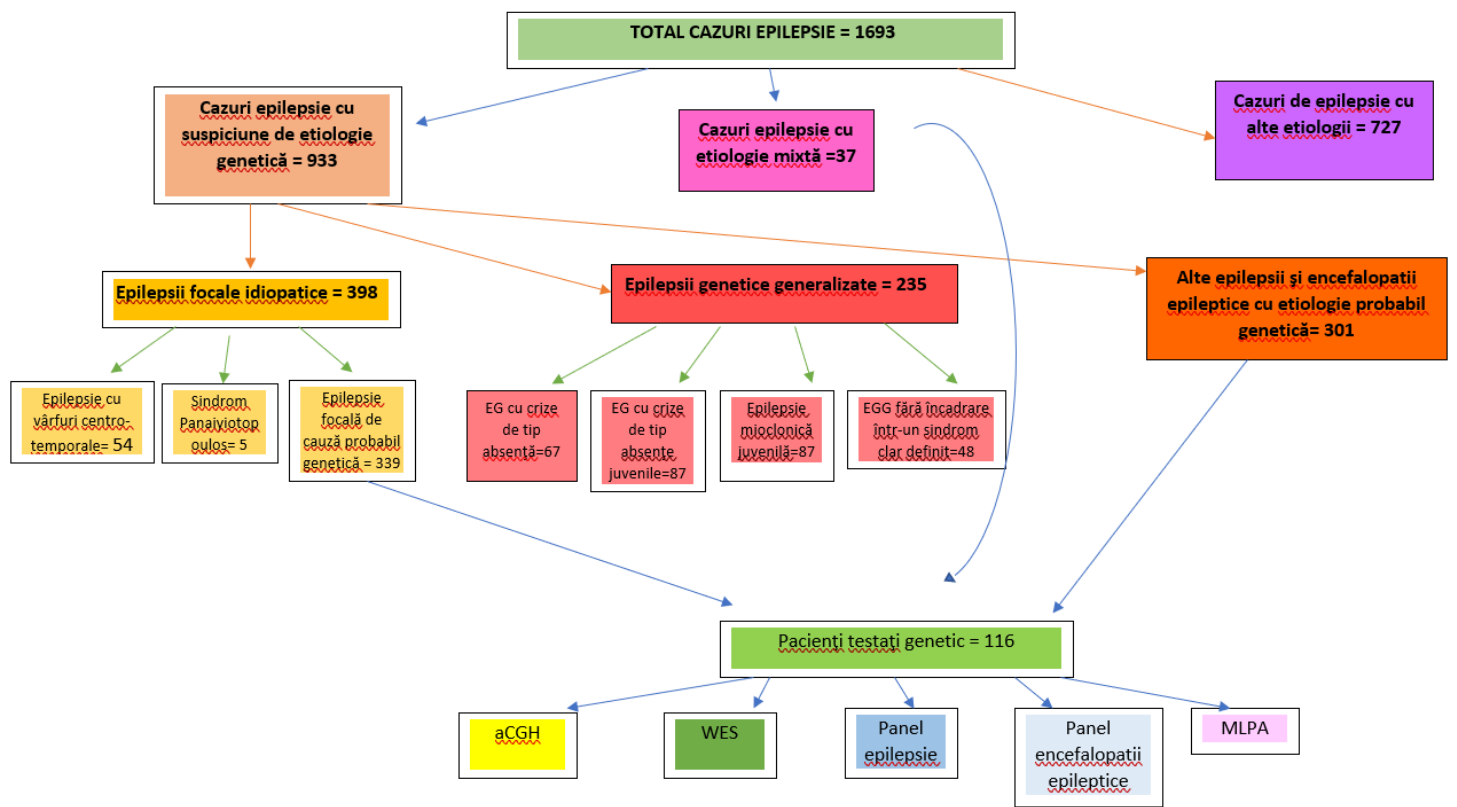 TOTAL CAZURI EPILEPSIE = 1693
Cazuri epilepsie cu
suspiciune de etiologie
genetică = 933
Cazuri epilepsie cu
etiologie mixtă =37
Cazuri de epilepsie cu
alte etiologii = 727
Epilepsii focale idiopatice = 398
Epilepsii genetice generalizate = 235
Alte epilepsii şi encefalopatii
epileptice cu etiologie probabil
genetică= 301
Epilepsie cu
vârfuri centro-
temporale= 54
Sindrom
Panaiyiotop
oulos= 5
Epilepsie
focală de
cauză probabil
genetică = 339
EG cu crize
de tip
absenţă=67
EG cu crize
de tip
absenţe
juvenile=87
Epilepsie
mioclonică
juvenilă=87
EGG fără încadrare
într-un sindrom
clar definit=48
Pacienţi testaţi genetic = 116
aCGH
WES
Panel
epilepsie
Panel
encefalopatii
epileptice
MLPA